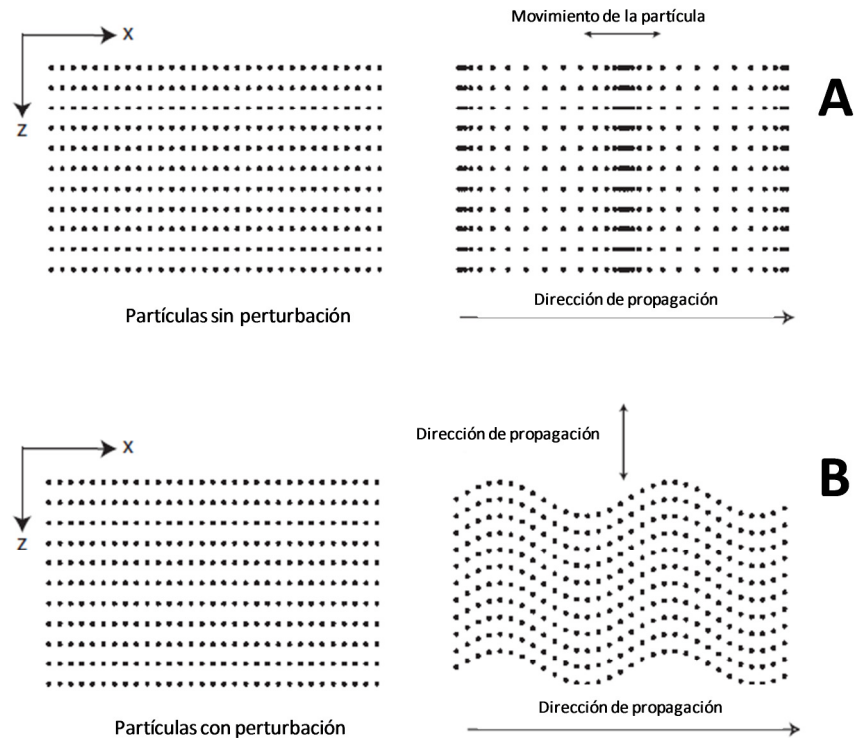 Movimiento de la partícula
X
Z
A
Partículas sin perturbación
Dirección de propagación
Dirección de propagación
X
Z
B
Partículas con perturbación
Dirección de propagación